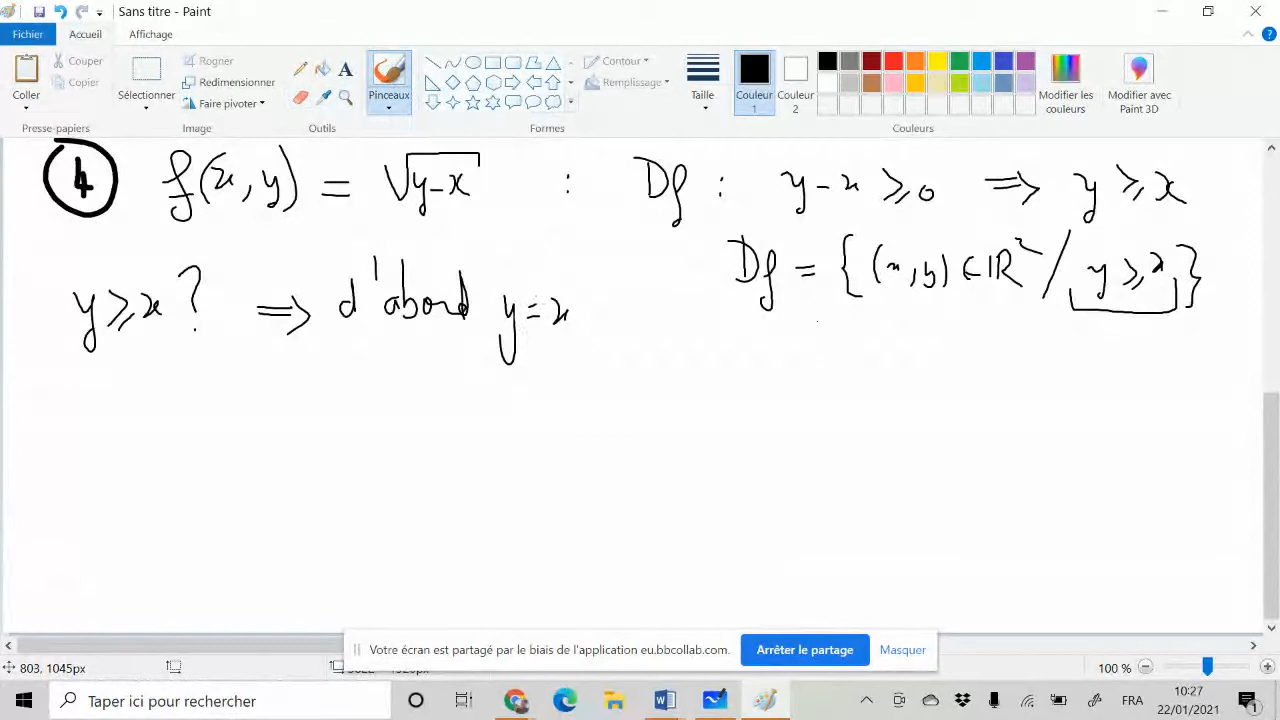 Sans titre - Paint
Fichier Accueil Affichage
Coller Sélectionner Couper Copier Rogner Redimensionner Faire pivoter Pinceaux Contour Remplissage Taille Couleur 1 Couleur 2 Modifier les couleurs Modifier avec Paint 3D
Presse-papiers Image Outils Formes Couleurs
④ f(x,y) = √(y-x) : Df : y-x ⩾ 0 ⟹ y ⩾ x
Df = {(x,y) ∈ ℝ² / y ⩾ x}
y ⩾ x ? ⟹ d'abord y = x
Votre écran est partagé par le biais de l'application eu.bbcollab.com. Arrêter le partage Masquer
803, 1045px 100 %
Taper ici pour rechercher FRA 10:27
22/01/2021